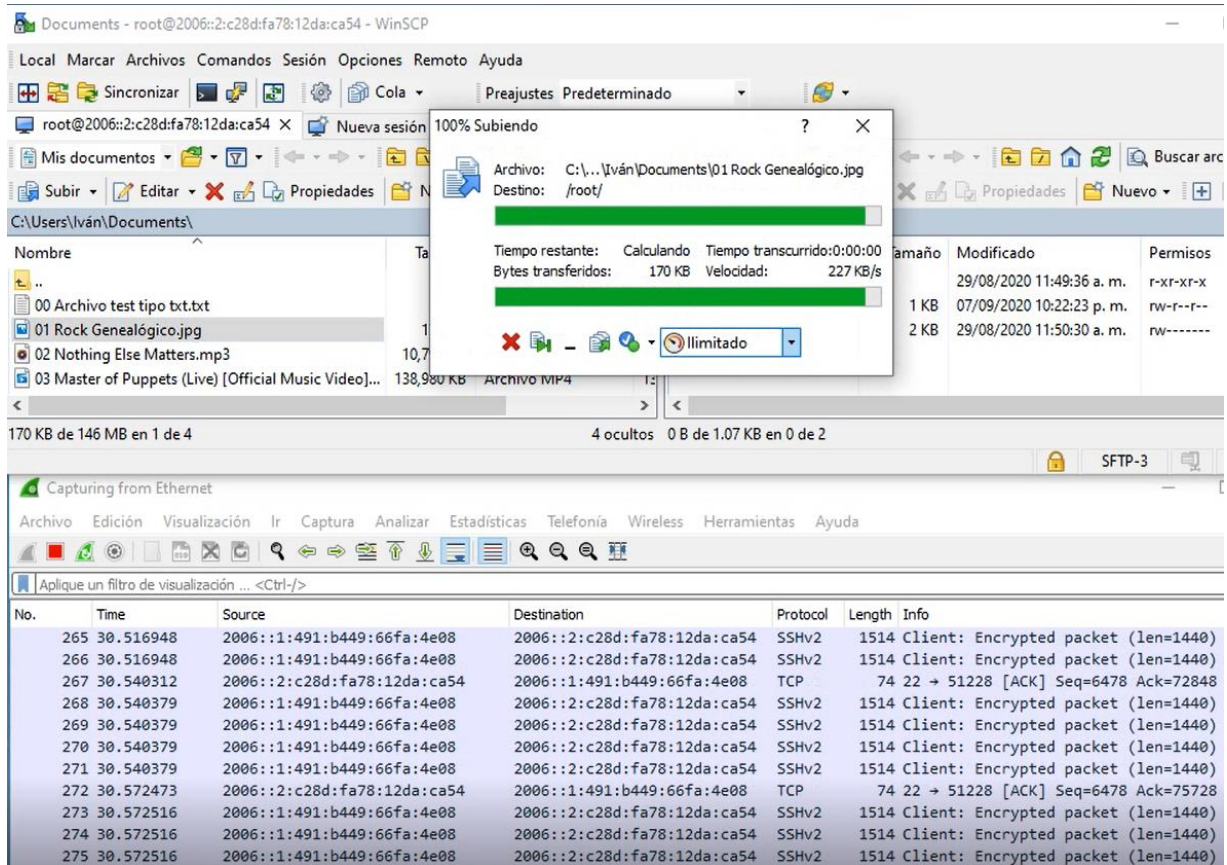 Documents - root@2006::2:c28d:fa78:12da:ca54 - WinSCP
Local Marcar Archivos Comandos Sesión Opciones Remoto Ayuda
Sincronizar Cola Preajustes Predeterminado
root@2006::2:c28d:fa78:12da:ca54 X Nueva sesión
100% Subiendo ? X
Archivo: C:\...\Iván\Documents\01 Rock Genealógico.jpg
Destino: /root/
Tiempo restante: Calculando Tiempo transcurrido:0:00:00
Bytes transferidos: 170 KB Velocidad: 227 KB/s
Ilimitado
Mis documentos Buscar arc
Subir Editar Propiedades N Propiedades Nuevo
C:\Users\Iván\Documents\
Nombre Ta amaño Modificado Permisos
.. 29/08/2020 11:49:36 a. m. r-xr-xr-x
00 Archivo test tipo txt.txt 1 KB 07/09/2020 10:22:23 p. m. rw-r--r--
01 Rock Genealógico.jpg 1 2 KB 29/08/2020 11:50:30 a. m. rw-------
02 Nothing Else Matters.mp3 10,7
03 Master of Puppets (Live) [Official Music Video]... 138,980 KB Archivo MP4
170 KB de 146 MB en 1 de 4 4 ocultos 0 B de 1.07 KB en 0 de 2
SFTP-3
Capturing from Ethernet
Archivo Edición Visualización Ir Captura Analizar Estadísticas Telefonía Wireless Herramientas Ayuda
Aplique un filtro de visualización ... <Ctrl-/>
No. Time Source Destination Protocol Length Info
265 30.516948 2006::1:491:b449:66fa:4e08 2006::2:c28d:fa78:12da:ca54 SSHv2 1514 Client: Encrypted packet (len=1440)
266 30.516948 2006::1:491:b449:66fa:4e08 2006::2:c28d:fa78:12da:ca54 SSHv2 1514 Client: Encrypted packet (len=1440)
267 30.540312 2006::2:c28d:fa78:12da:ca54 2006::1:491:b449:66fa:4e08 TCP 74 22 → 51228 [ACK] Seq=6478 Ack=72848
268 30.540379 2006::1:491:b449:66fa:4e08 2006::2:c28d:fa78:12da:ca54 SSHv2 1514 Client: Encrypted packet (len=1440)
269 30.540379 2006::1:491:b449:66fa:4e08 2006::2:c28d:fa78:12da:ca54 SSHv2 1514 Client: Encrypted packet (len=1440)
270 30.540379 2006::1:491:b449:66fa:4e08 2006::2:c28d:fa78:12da:ca54 SSHv2 1514 Client: Encrypted packet (len=1440)
271 30.540379 2006::1:491:b449:66fa:4e08 2006::2:c28d:fa78:12da:ca54 SSHv2 1514 Client: Encrypted packet (len=1440)
272 30.572473 2006::2:c28d:fa78:12da:ca54 2006::1:491:b449:66fa:4e08 TCP 74 22 → 51228 [ACK] Seq=6478 Ack=75728
273 30.572516 2006::1:491:b449:66fa:4e08 2006::2:c28d:fa78:12da:ca54 SSHv2 1514 Client: Encrypted packet (len=1440)
274 30.572516 2006::1:491:b449:66fa:4e08 2006::2:c28d:fa78:12da:ca54 SSHv2 1514 Client: Encrypted packet (len=1440)
275 30.572516 2006::1:491:b449:66fa:4e08 2006::2:c28d:fa78:12da:ca54 SSHv2 1514 Client: Encrypted packet (len=1440)